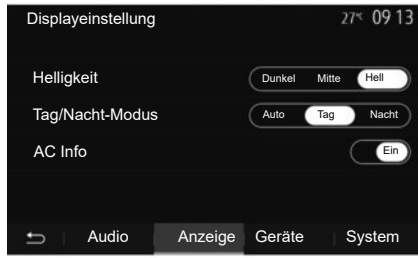 Displayeinstellung 27°C 09 13
Helligkeit Dunkel Mitte Hell
Tag/Nacht-Modus Auto Tag Nacht
AC Info Ein
Audio Anzeige Geräte System